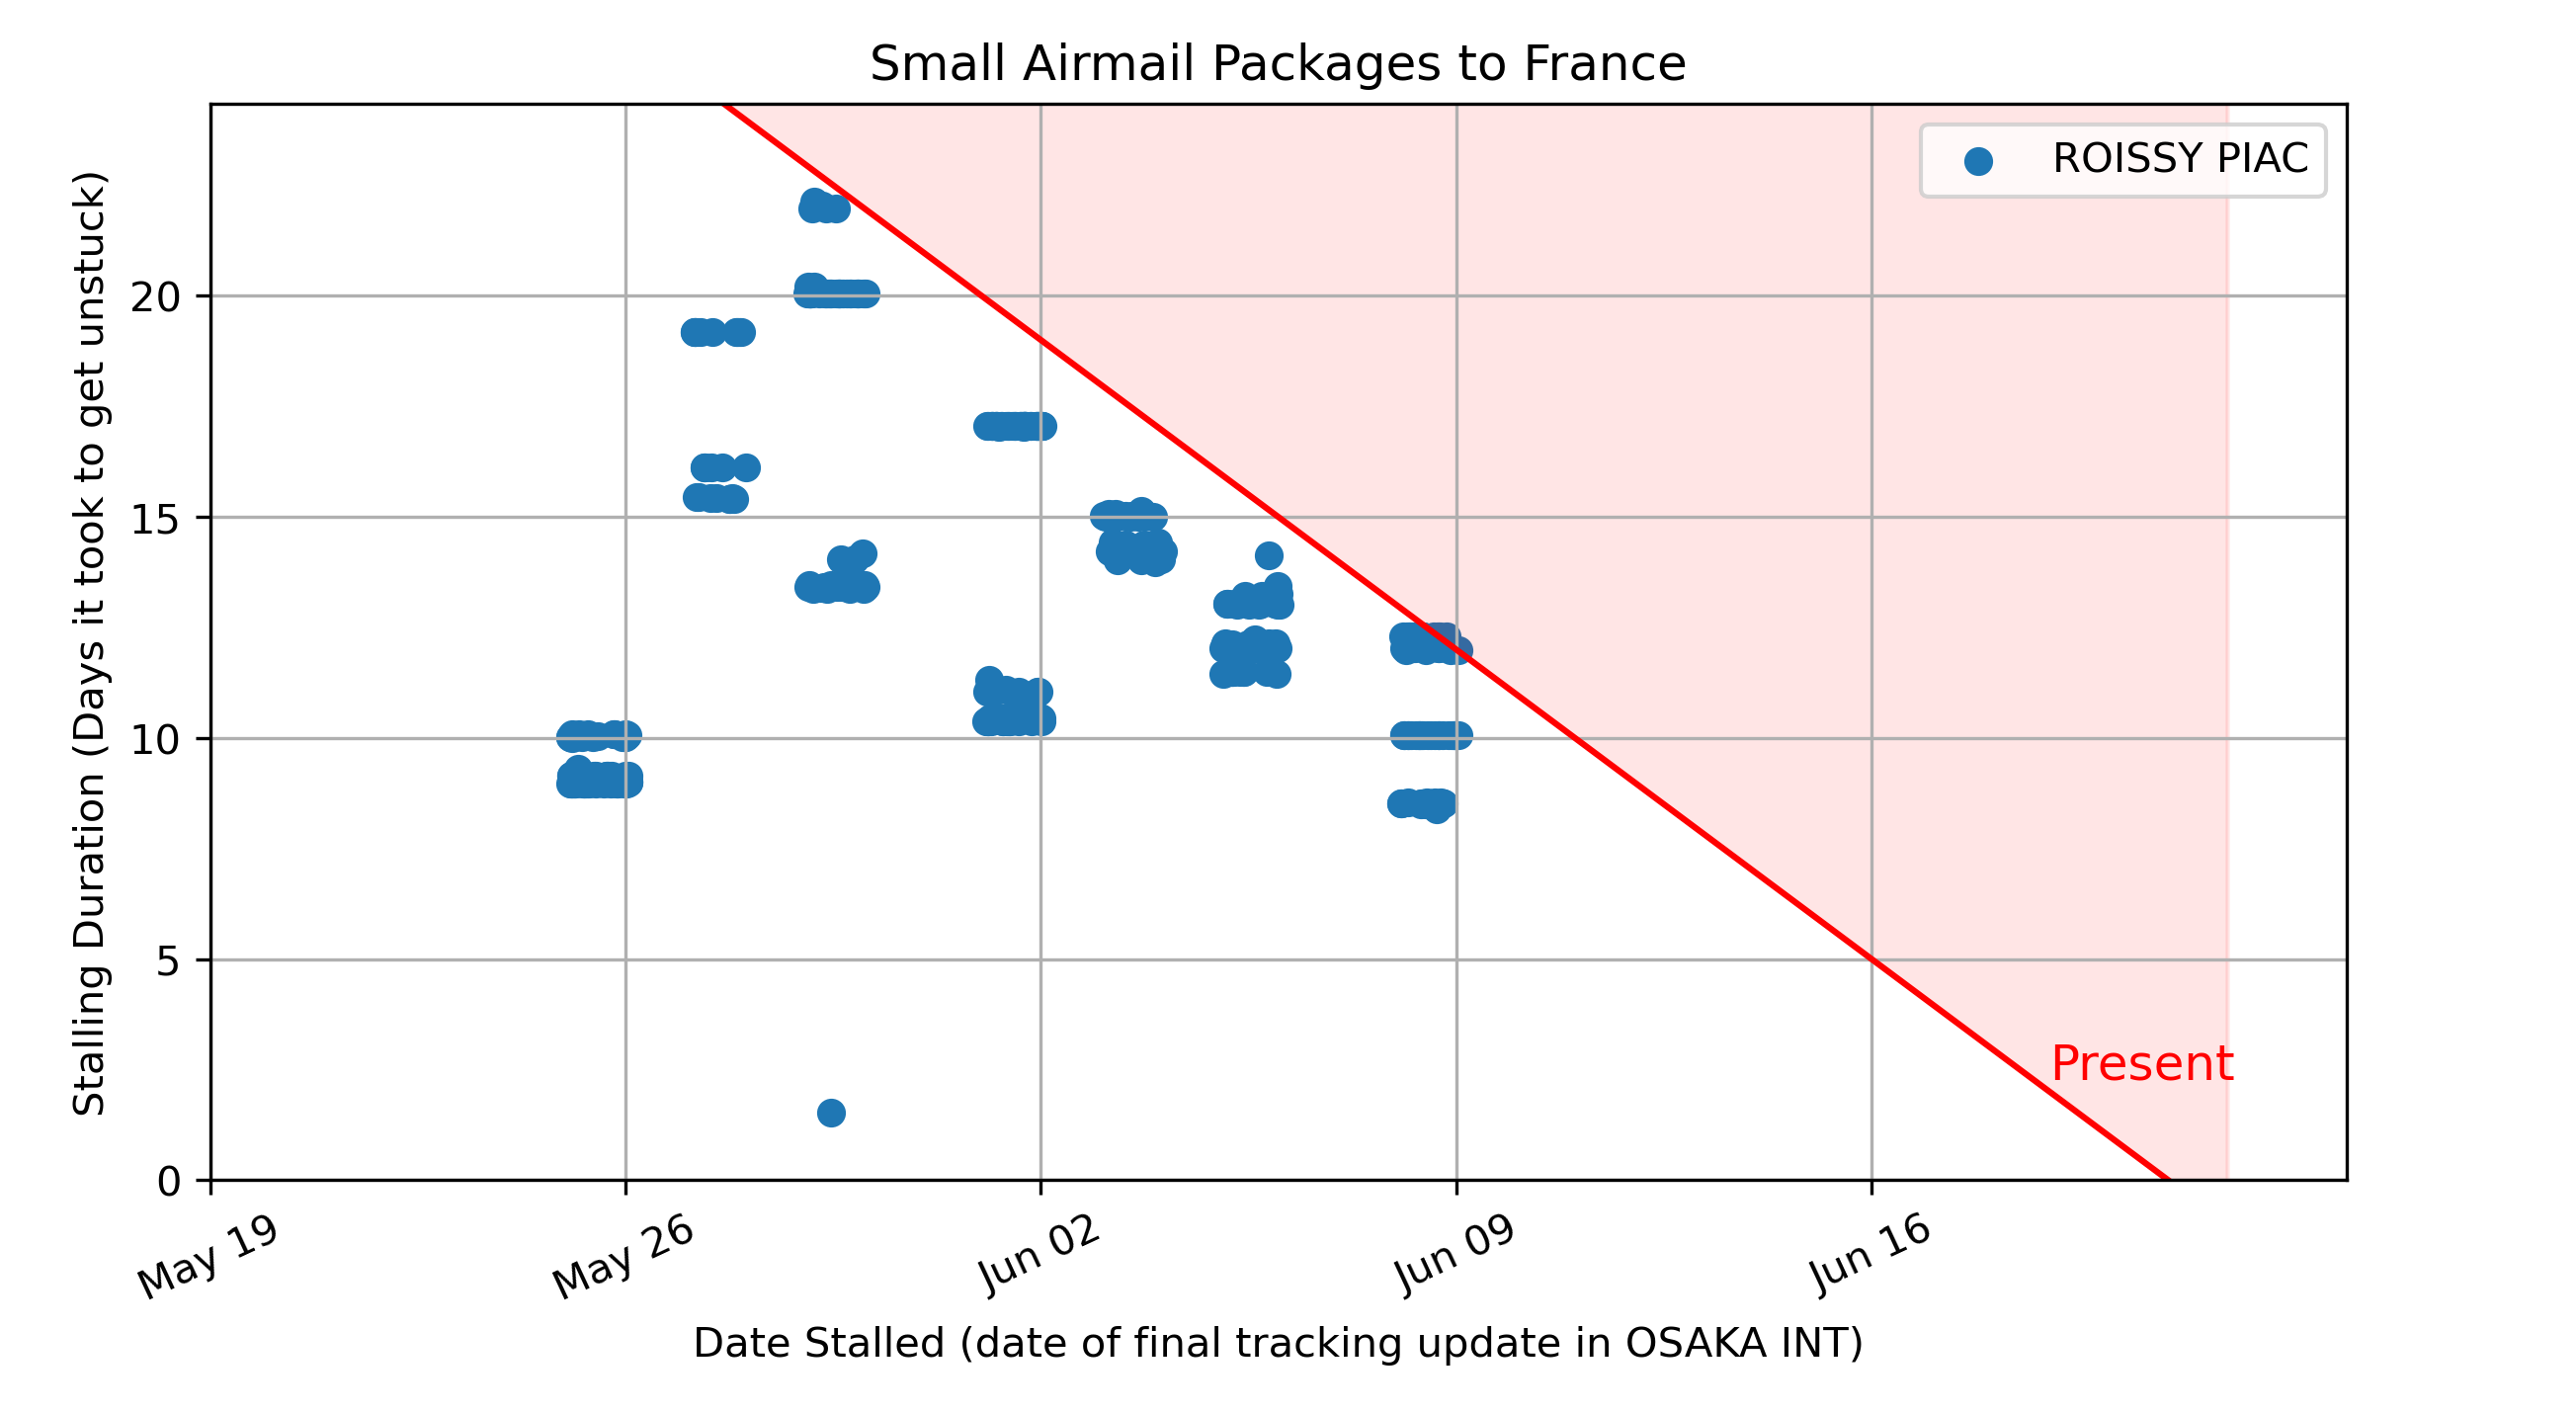 Small Airmail Packages to France
ROISSY PIAC
Stalling Duration (Days it took to get unstuck)
20
15
10
5
0
Present
May 19
May 26
Jun 02
Jun 09
Jun 16
Date Stalled (date of final tracking update in OSAKA INT)